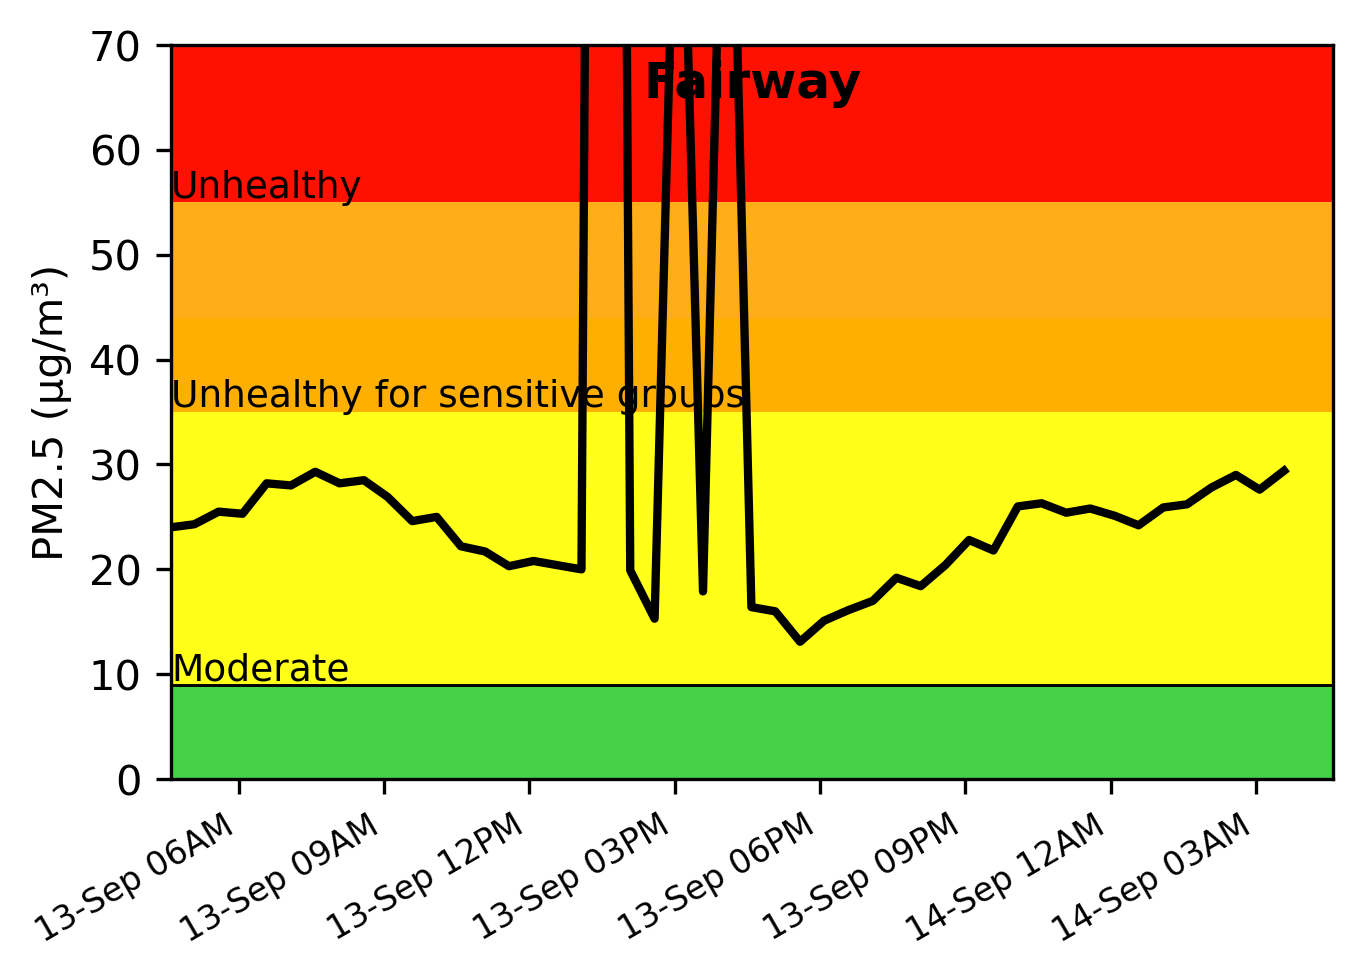 Fairway
70
60
50
40
30
20
10
0
PM2.5 (µg/m³)
Unhealthy
Unhealthy for sensitive groups
Moderate
13-Sep 06AM
13-Sep 09AM
13-Sep 12PM
13-Sep 03PM
13-Sep 06PM
13-Sep 09PM
14-Sep 12AM
14-Sep 03AM